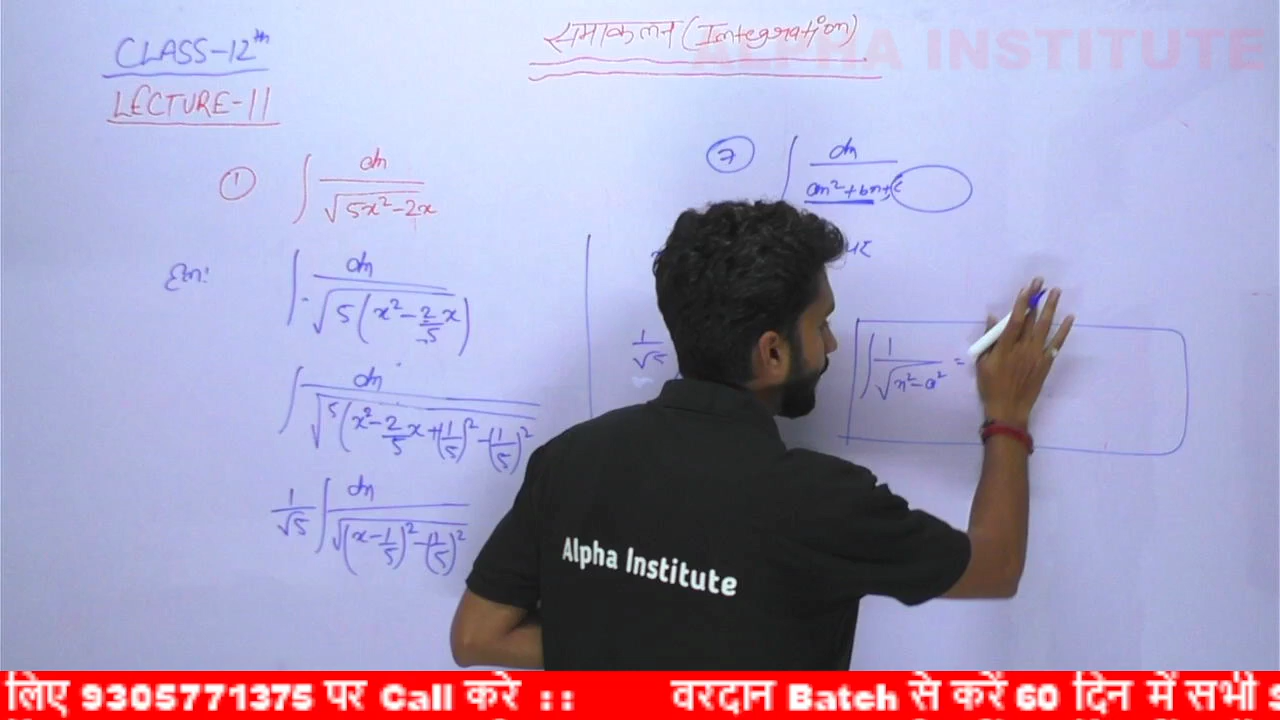 CLASS-12th
समाकलन (Integration)
ALPHA INSTITUTE
LECTURE-11
① ∫ dx / √(5x²-2x)
∫ dx / √(5(x²-2/5 x))
∫ dx / √(5(x²-2/5 x+(1/5)²-(1/5)²))
1/√5 ∫ dx / √((x-1/5)²-(1/5)²)
⑦ ∫ dx / ax²+bx+c
1/√5
∫ 1 / √(x²-a²) =
Alpha Institute
लिए 9305771375 पर Call करे : : वरदान Batch से करें 60 दिन में सभी S